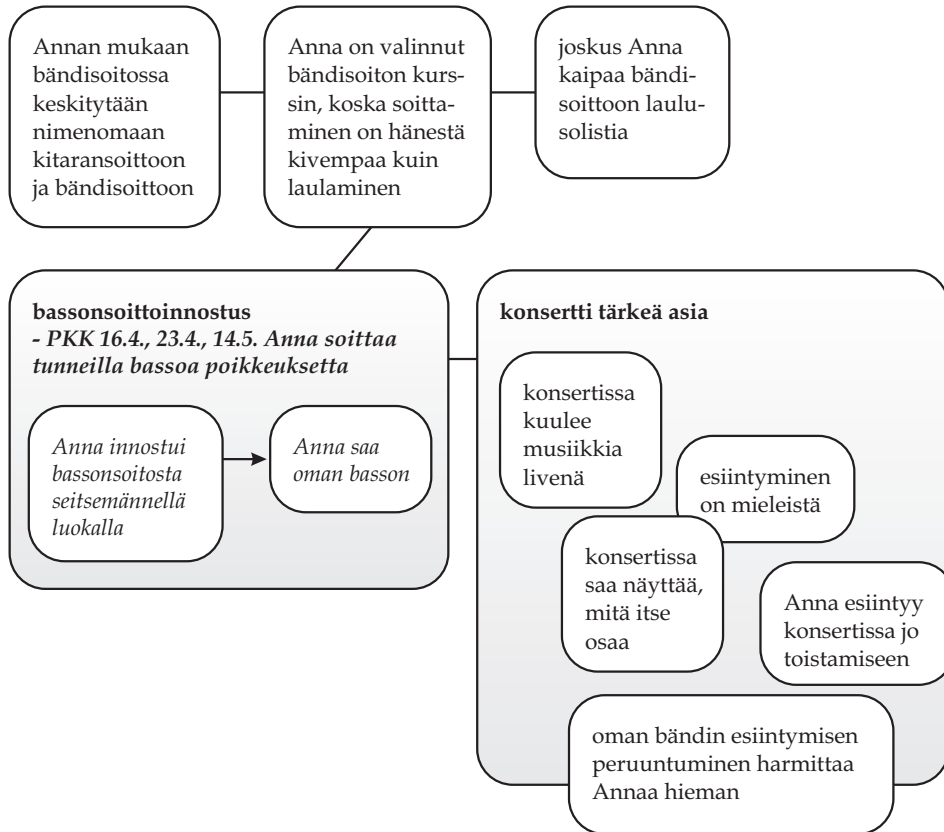 Annan mukaan
bändisoitossa
keskitytään
nimenomaan
kitaransoittoon
ja bändisoittoon
Anna on valinnut
bändisoiton kurs-
sin, koska soitta-
minen on hänestä
kivempaa kuin
laulaminen
joskus Anna
kaipaa bändi-
soittoon laulu-
solistia
bassonsoittoinnostus
- PKK 16.4., 23.4., 14.5. Anna soittaa
tunneilla bassoa poikkeuksetta
Anna innostui
bassonsoitosta
seitsemännellä
luokalla
Anna saa
oman basson
konsertti tärkeä asia
konsertissa
kuulee
musiikkia
livenä
esiintyminen
on mieleistä
konsertissa
saa näyttää,
mitä itse
osaa
Anna esiintyy
konsertissa jo
toistamiseen
oman bändin esiintymisen
peruuntuminen harmittaa
Annaa hieman